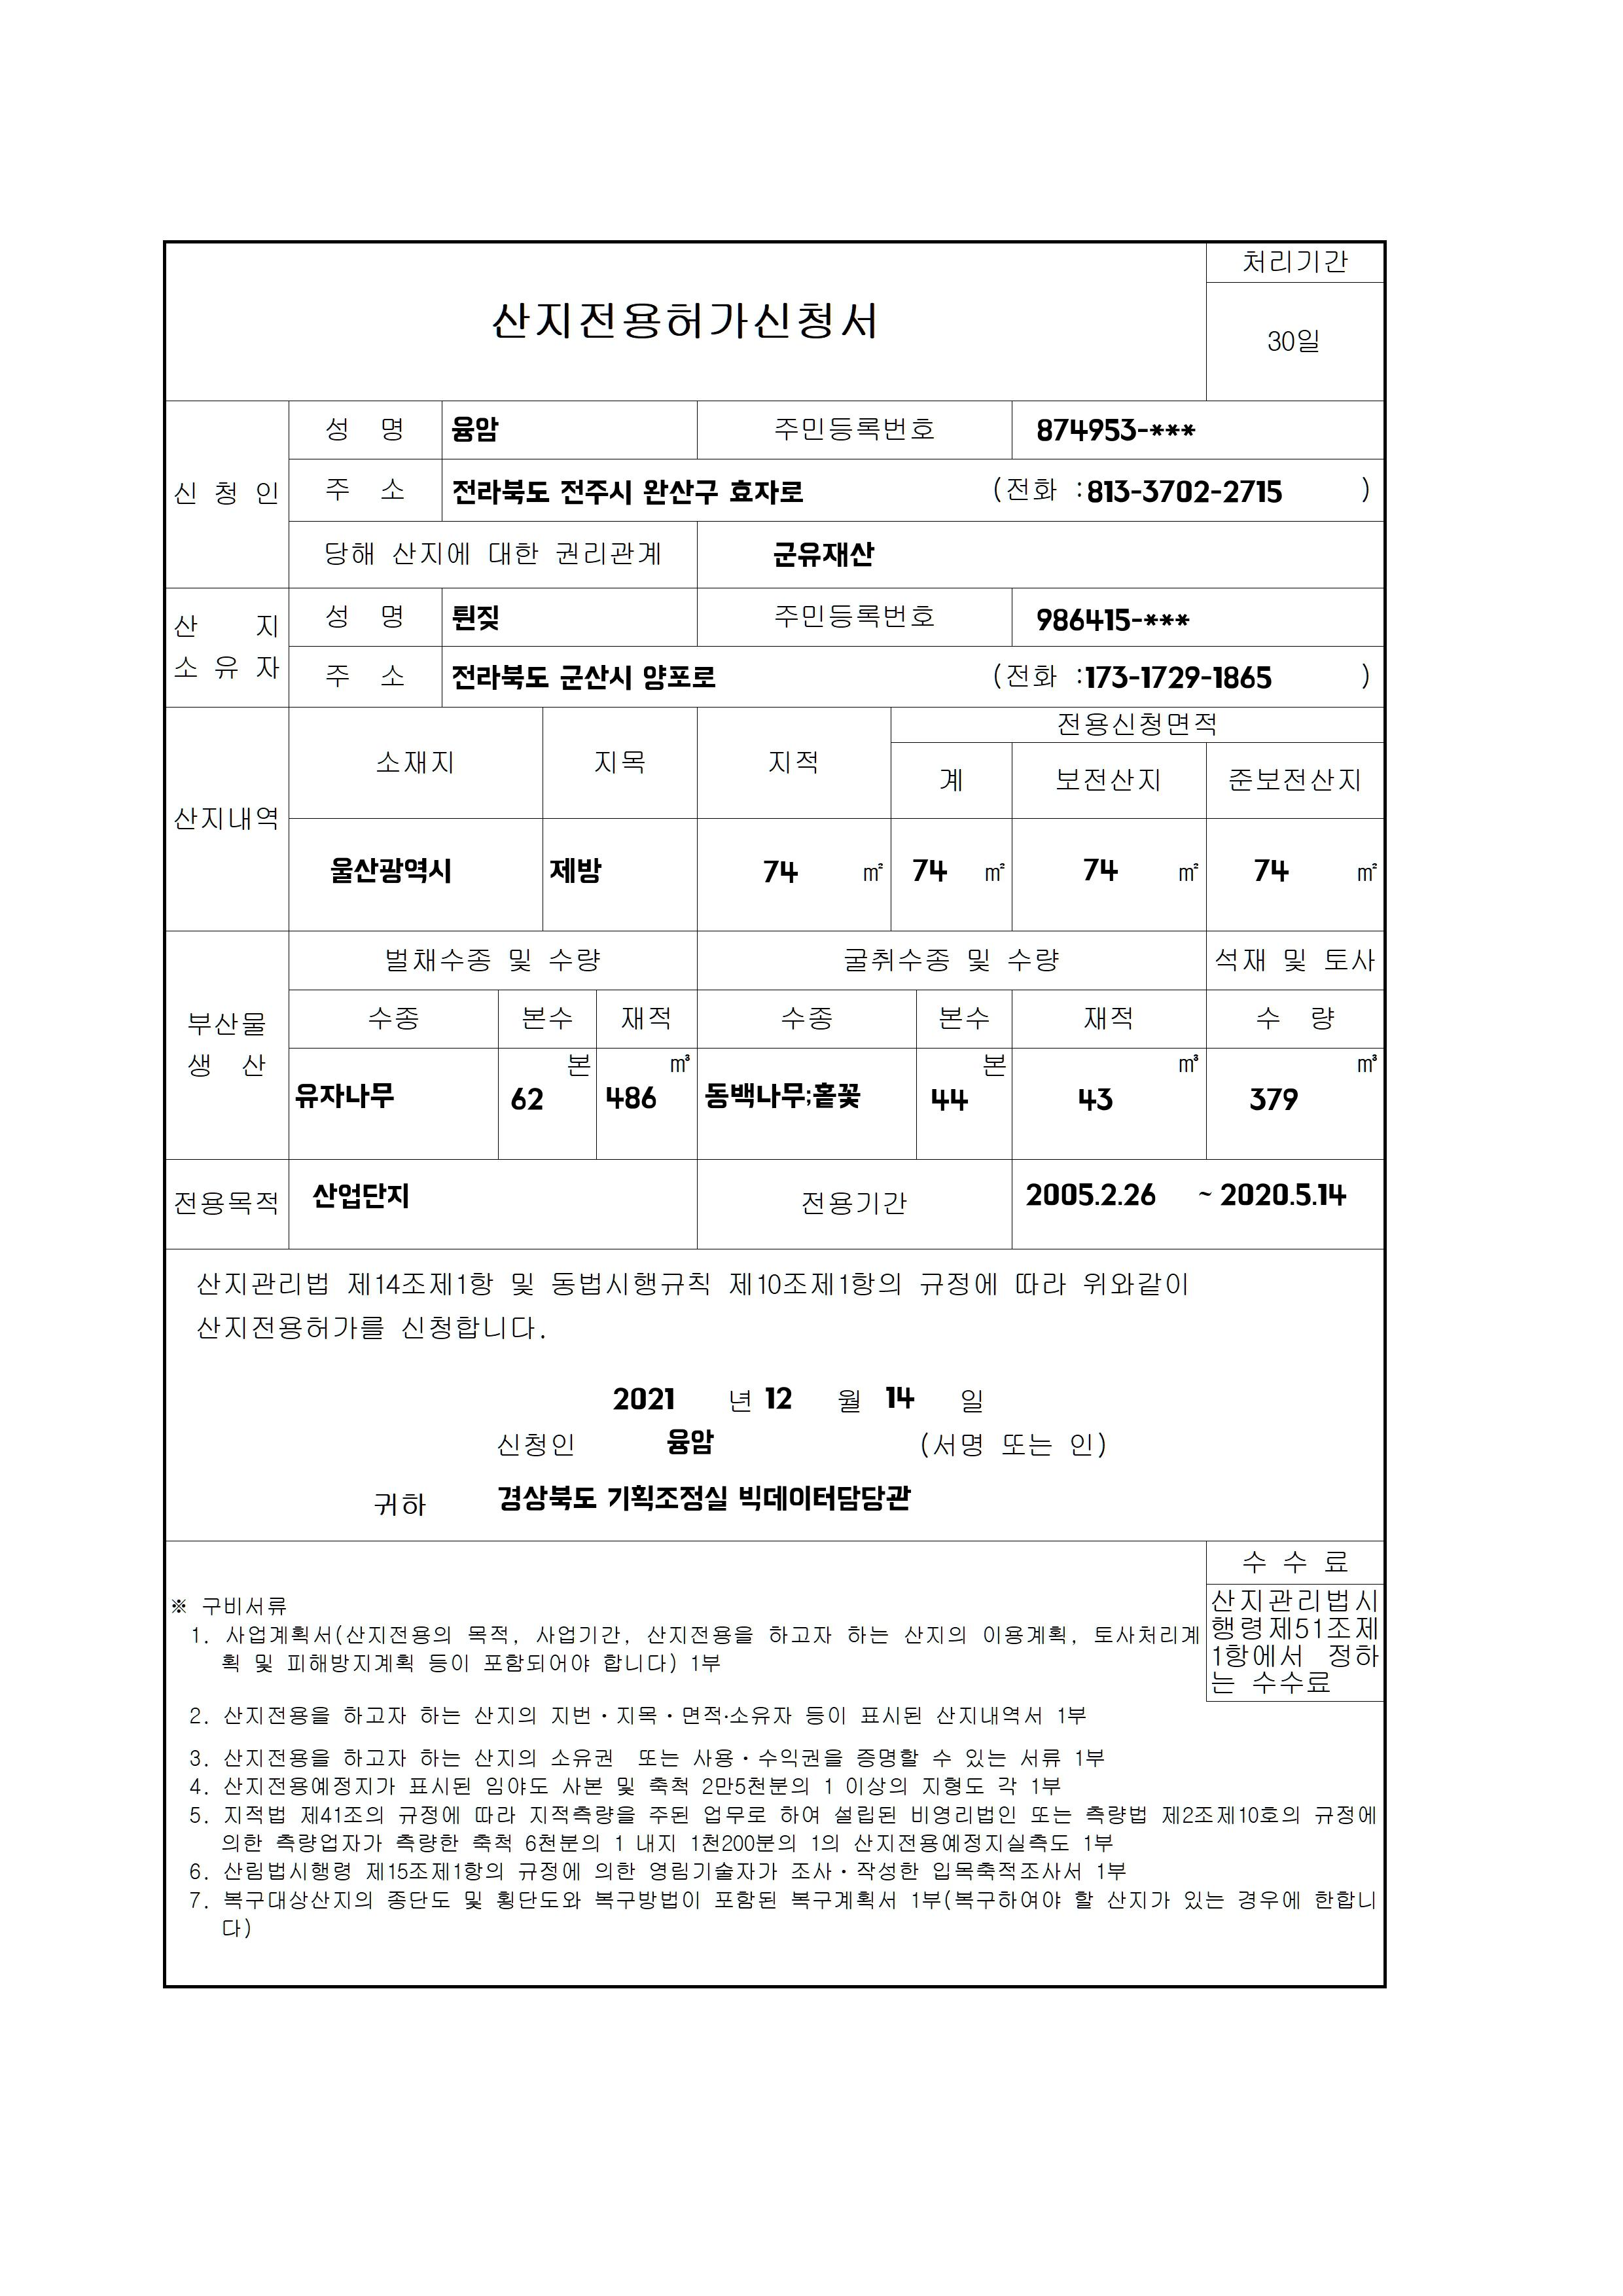 처리기간
산지전용허가신청서
30일
신 청 인
성 명 융암 주민등록번호 874953-***
주 소 전라북도 전주시 완산구 효자로 (전화 :813-3702-2715 )
당해 산지에 대한 권리관계 군유재산
산 지
소 유 자
성 명 튄짖 주민등록번호 986415-***
주 소 전라북도 군산시 양포로 (전화 :173-1729-1865 )
산지내역
소재지 지목 지적 전용신청면적
계 보전산지 준보전산지
울산광역시 제방 74 ㎡ 74 ㎡ 74 ㎡ 74 ㎡
부산물
생 산
벌채수종 및 수량 굴취수종 및 수량 석재 및 토사
수종 본수 재적 수종 본수 재적 수 량
본 ㎥ 본 ㎥ ㎥
유자나무 62 486 동백나무;홑꽃 44 43 379
전용목적 산업단지 전용기간 2005.2.26 ~ 2020.5.14
산지관리법 제14조제1항 및 동법시행규칙 제10조제1항의 규정에 따라 위와같이
산지전용허가를 신청합니다.
2021 년 12 월 14 일
신청인 융암 (서명 또는 인)
귀하 경상북도 기획조정실 빅데이터담당관
수 수 료
산지관리법시
행령제51조제
1항에서 정하
는 수수료
※ 구비서류
1. 사업계획서(산지전용의 목적, 사업기간, 산지전용을 하고자 하는 산지의 이용계획, 토사처리계
획 및 피해방지계획 등이 포함되어야 합니다) 1부
2. 산지전용을 하고자 하는 산지의 지번·지목·면적·소유자 등이 표시된 산지내역서 1부
3. 산지전용을 하고자 하는 산지의 소유권 또는 사용·수익권을 증명할 수 있는 서류 1부
4. 산지전용예정지가 표시된 임야도 사본 및 축척 2만5천분의 1 이상의 지형도 각 1부
5. 지적법 제41조의 규정에 따라 지적측량을 주된 업무로 하여 설립된 비영리법인 또는 측량법 제2조제10호의 규정에
의한 측량업자가 측량한 축척 6천분의 1 내지 1천200분의 1의 산지전용예정지실측도 1부
6. 산림법시행령 제15조제1항의 규정에 의한 영림기술자가 조사·작성한 입목축적조사서 1부
7. 복구대상산지의 종단도 및 횡단도와 복구방법이 포함된 복구계획서 1부(복구하여야 할 산지가 있는 경우에 한합니
다)